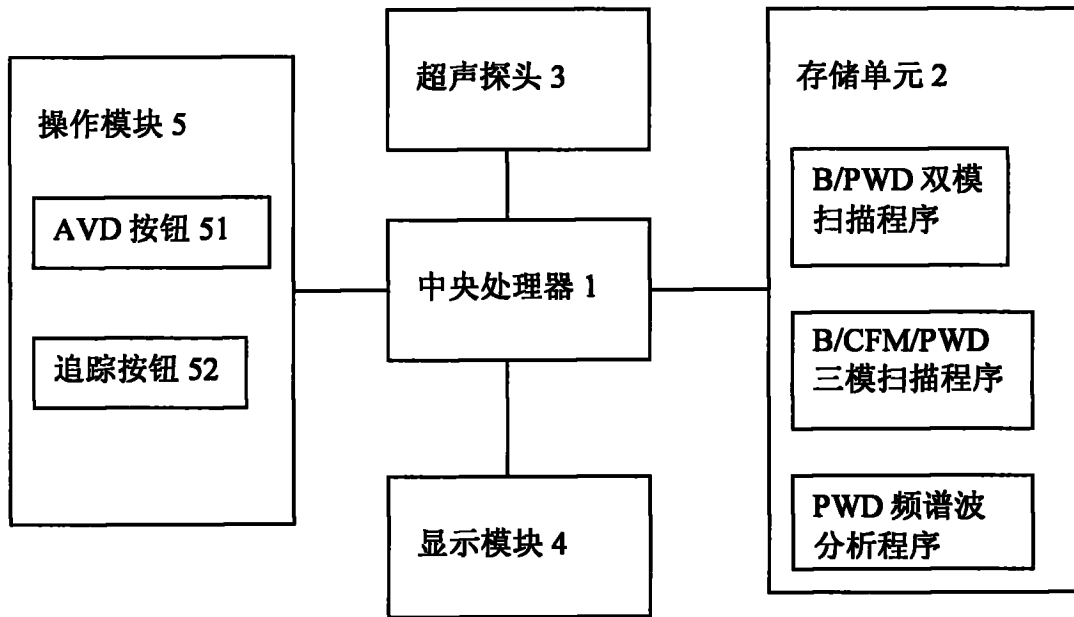 操作模块 5
AVD 按钮 51
追踪按钮 52
超声探头 3
中央处理器 1
显示模块 4
存储单元 2
B/PWD 双模
扫描程序
B/CFM/PWD
三模扫描程序
PWD 频谱波
分析程序